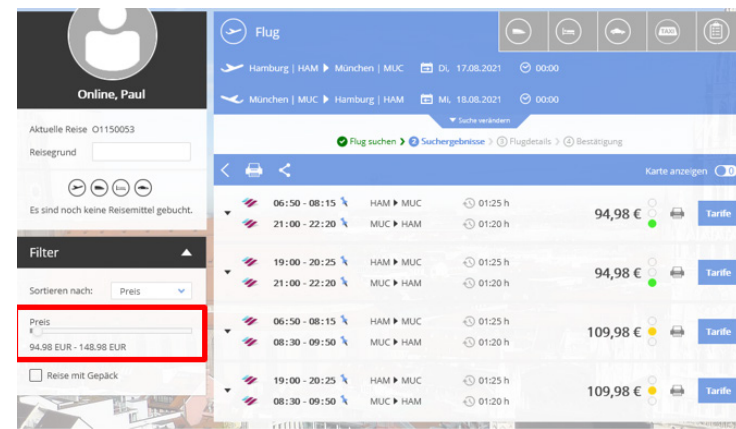 Flug
TAXI
Hamburg | HAM ▶ München | MUC Di, 17.08.2021 00:00
München | MUC ▶ Hamburg | HAM Mi, 18.08.2021 00:00
Suche verändern
Online, Paul
Aktuelle Reise O1150053
Reisegrund
Es sind noch keine Reisemittel gebucht.
Filter
Sortieren nach: Preis
Preis
94.98 EUR - 148.98 EUR
Reise mit Gepäck
Flug suchen > 2 Suchergebnisse > 3 Flugdetails > 4 Bestätigung
Karte anzeigen
06:50 - 08:15 HAM ▶ MUC 01:25 h
21:00 - 22:20 MUC ▶ HAM 01:20 h
94,98 € Tarife
19:00 - 20:25 HAM ▶ MUC 01:25 h
21:00 - 22:20 MUC ▶ HAM 01:20 h
94,98 € Tarife
06:50 - 08:15 HAM ▶ MUC 01:25 h
08:30 - 09:50 MUC ▶ HAM 01:20 h
109,98 € Tarife
19:00 - 20:25 HAM ▶ MUC 01:25 h
08:30 - 09:50 MUC ▶ HAM 01:20 h
109,98 € Tarife